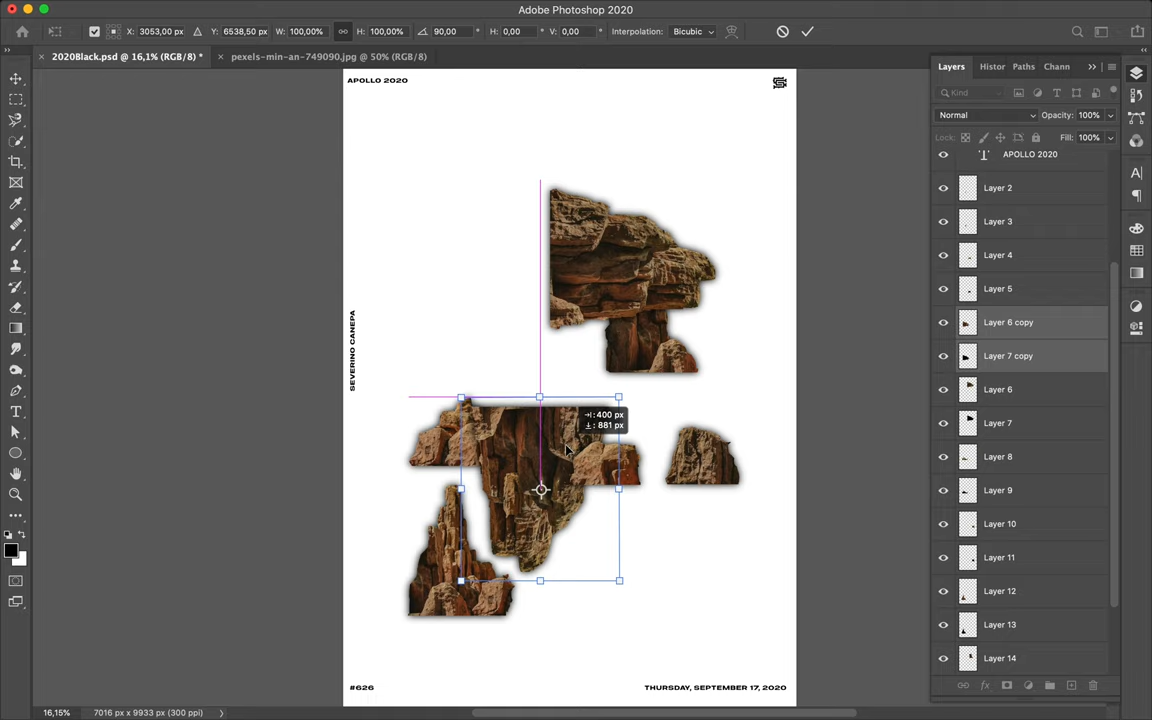 Adobe Photoshop 2020
X: 3053,00 px Y: 6538,50 px W: 100,00% H: 100,00% 90,00 ° H: 0,00 ° V: 0,00 ° Interpolation: Bicubic
2020Black.psd @ 16,1% (RGB/8) * pexels-min-an-749090.jpg @ 50% (RGB/8)
Layers Histor Paths Chann
Kind
Normal Opacity: 100%
Lock: Fill: 100%
APOLLO 2020
Layer 2
Layer 3
Layer 4
Layer 5
Layer 6 copy
Layer 7 copy
Layer 6
Layer 7
Layer 8
Layer 9
Layer 10
Layer 11
Layer 12
Layer 13
Layer 14
APOLLO 2020
SEVERINO CANEPA
: 400 px
: 881 px
#626 THURSDAY, SEPTEMBER 17, 2020
16,15% 7016 px x 9933 px (300 ppi)